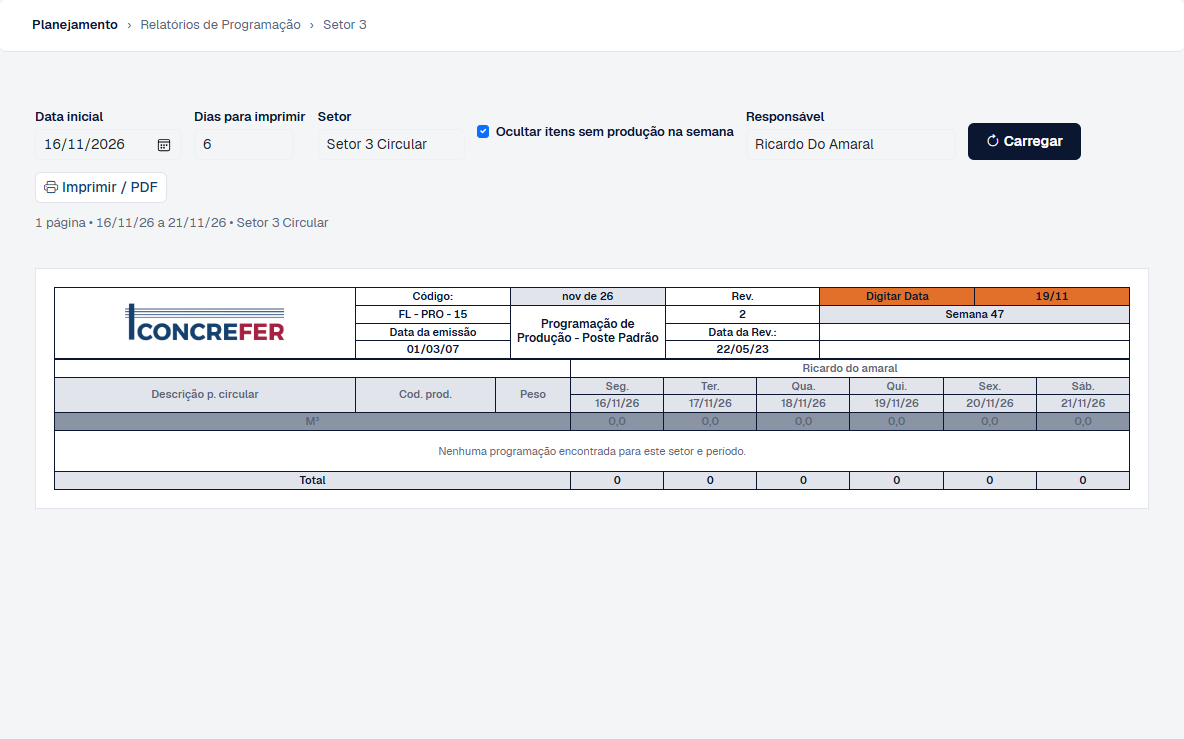 Planejamento › Relatórios de Programação › Setor 3
Data inicial Dias para imprimir Setor Ocultar itens sem produção na semana Responsável
16/11/2026 6 Setor 3 Circular Ricardo Do Amaral Carregar
Imprimir / PDF
1 página • 16/11/26 a 21/11/26 • Setor 3 Circular
CONCREFER
Código: nov de 26 Rev. Digitar Data 19/11
FL - PRO - 15 Programação de Produção - Poste Padrão 2 Semana 47
Data da emissão Data da Rev.:
01/03/07 22/05/23
Ricardo do amaral
Descrição p. circular Cod. prod. Peso Seg. Ter. Qua. Qui. Sex. Sáb.
16/11/26 17/11/26 18/11/26 19/11/26 20/11/26 21/11/26
M³ 0,0 0,0 0,0 0,0 0,0 0,0
Nenhuma programação encontrada para este setor e período.
Total 0 0 0 0 0 0